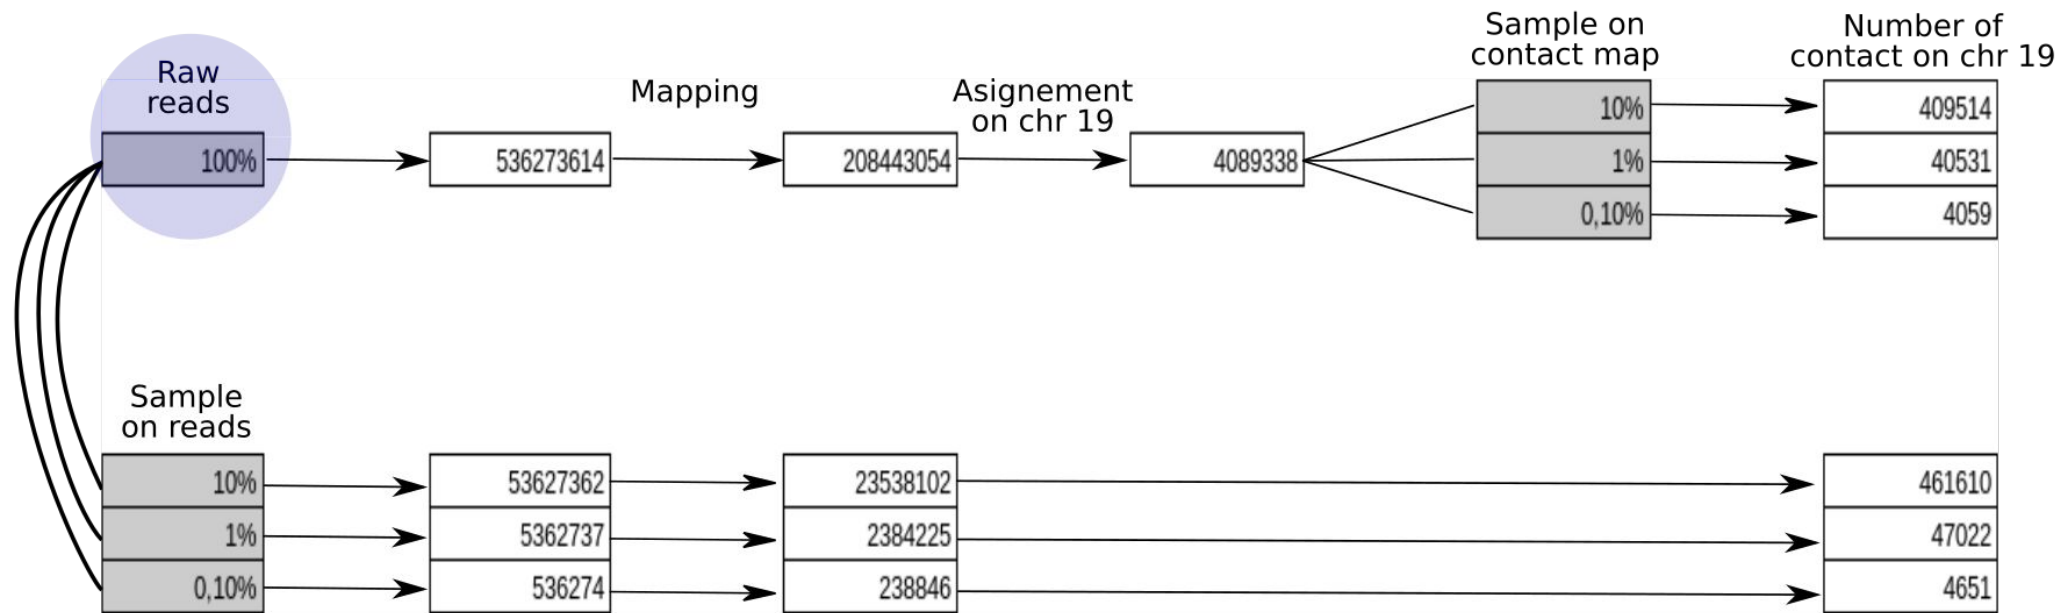 Sample on
contact map
Number of
contact on chr 19
Raw
reads
Mapping
Asignement
on chr 19
10%
409514
100%
536273614
208443054
4089338
1%
40531
0,10%
4059
Sample
on reads
10%
53627362
23538102
461610
1%
5362737
2384225
47022
0,10%
536274
238846
4651